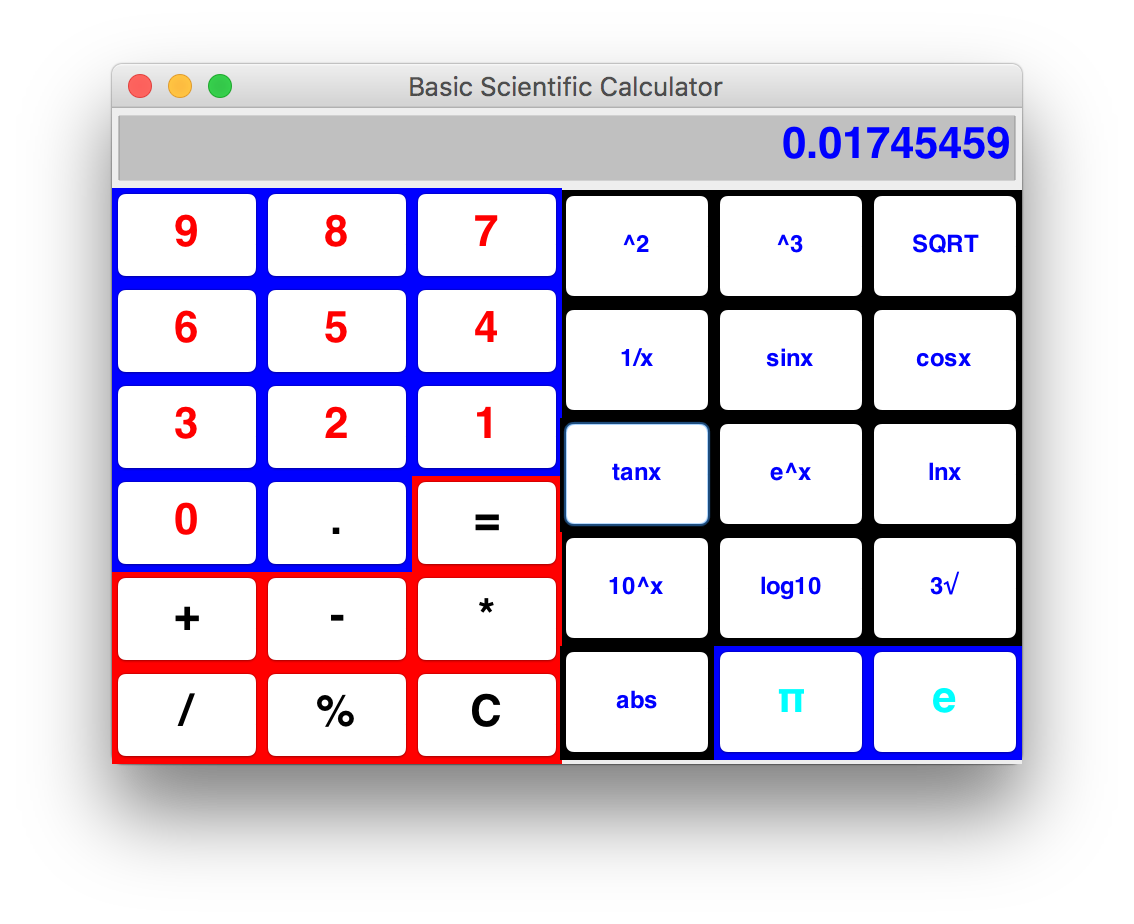 Basic Scientific Calculator
0.01745459
9 8 7
6 5 4
3 2 1
0 . =
+ - *
/ % C
^2 ^3 SQRT
1/x sinx cosx
tanx e^x lnx
10^x log10 3√
abs π e